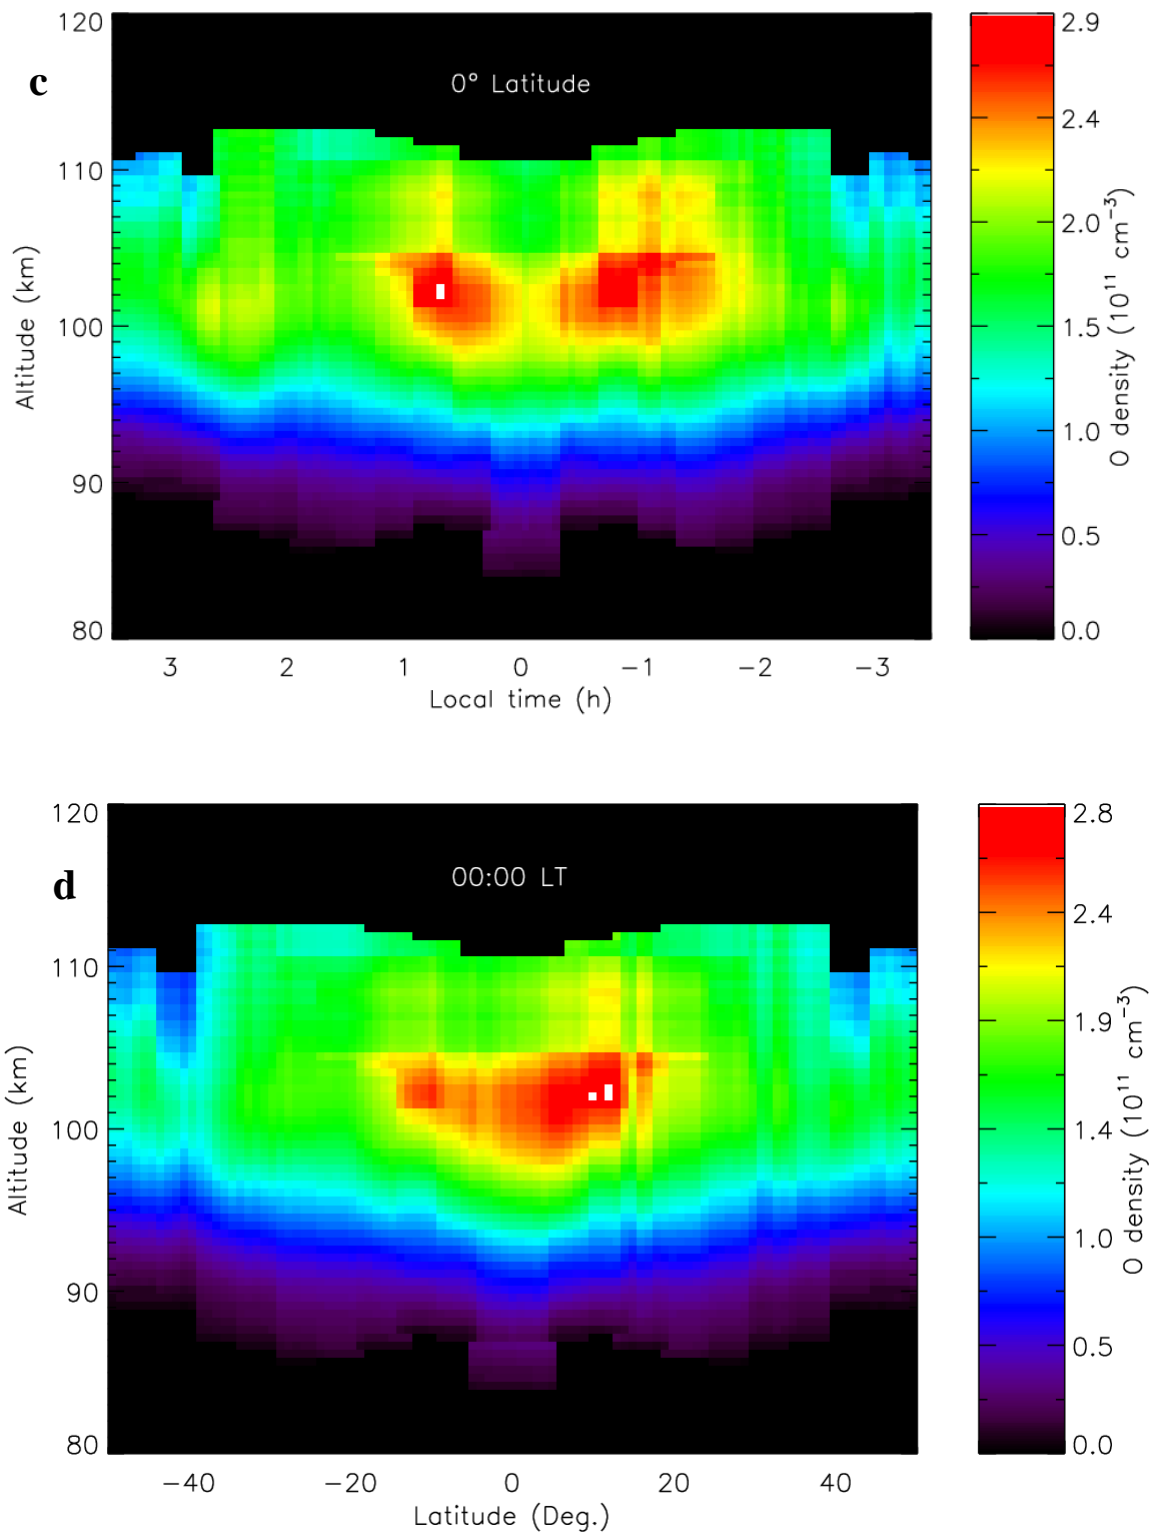 c
0° Latitude
120
110
100
90
80
Altitude (km)
3 2 1 0 −1 −2 −3
Local time (h)
2.9
2.4
2.0
1.5
1.0
0.5
0.0
O density (10¹¹ cm⁻³)
d
00:00 LT
120
110
100
90
80
Altitude (km)
−40 −20 0 20 40
Latitude (Deg.)
2.8
2.4
1.9
1.4
1.0
0.5
0.0
O density (10¹¹ cm⁻³)